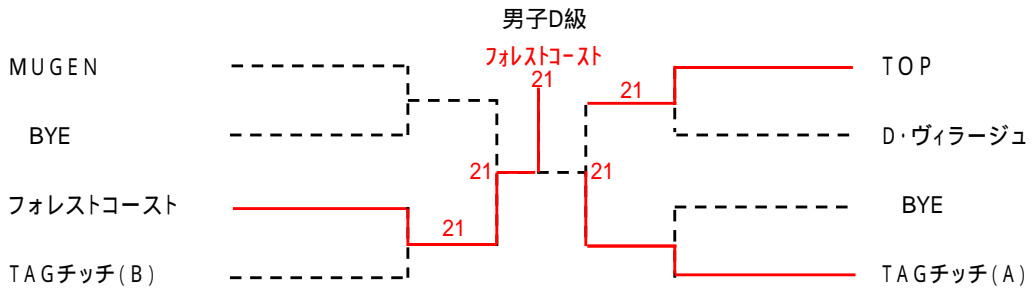 男子D級
フォレストコースト
21
MUGEN
BYE
フォレストコースト
TAGチッチ(B)
21
21
21
21
TOP
D・ヴィラージュ
BYE
TAGチッチ(A)